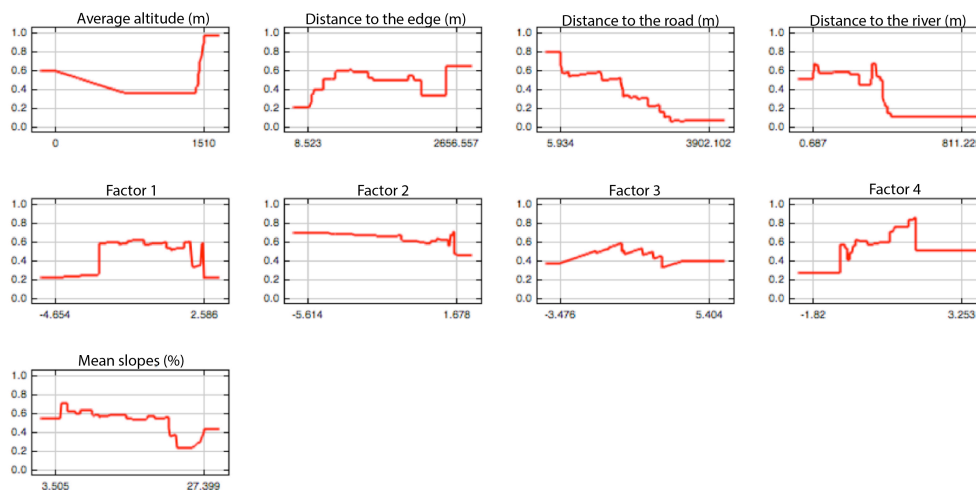 Average altitude (m)
Distance to the edge (m)
Distance to the road (m)
Distance to the river (m)
1.0 1.0 1.0 1.0
0.8 0.8 0.8 0.8
0.6 0.6 0.6 0.6
0.4 0.4 0.4 0.4
0.2 0.2 0.2 0.2
0.0 0.0 0.0 0.0
0 1510 8.523 2656.557 5.934 3902.102 0.687 811.22
Factor 1 Factor 2 Factor 3 Factor 4
1.0 1.0 1.0 1.0
0.8 0.8 0.8 0.8
0.6 0.6 0.6 0.6
0.4 0.4 0.4 0.4
0.2 0.2 0.2 0.2
0.0 0.0 0.0 0.0
-4.654 2.586 -5.614 1.678 -3.476 5.404 -1.82 3.253
Mean slopes (%)
1.0
0.8
0.6
0.4
0.2
0.0
3.505 27.399